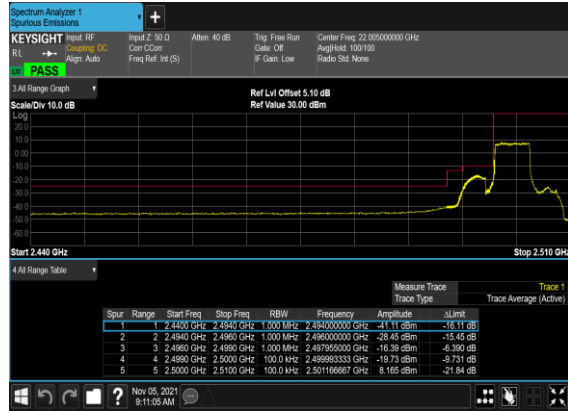 Spectrum Analyzer 1
Spurious Emissions
KEYSIGHT Input: RF Input Z: 50 Ω Atten: 40 dB Trig: Free Run Center Freq: 22.005000000 GHz
RL Coupling: DC Corr CCorr Gate: Off Avg|Hold: 100/100
Align: Auto Freq Ref: Int (S) IF Gain: Low Radio Std: None
PASS
3 All Range Graph
Ref Lvl Offset 5.10 dB
Scale/Div 10.0 dB Ref Value 30.00 dBm
Log
20.0
10.0
0.00
-10.0
-20.0
-30.0
-40.0
-50.0
-60.0
Start 2.440 GHz Stop 2.510 GHz
4 All Range Table
Measure Trace Trace 1
Trace Type Trace Average (Active)
Spur Range Start Freq Stop Freq RBW Frequency Amplitude ΔLimit
1 1 2.4400 GHz 2.4940 GHz 1.000 MHz 2.494000000 GHz -41.11 dBm -16.11 dB
2 2 2.4940 GHz 2.4960 GHz 1.000 MHz 2.496000000 GHz -28.45 dBm -15.45 dB
3 3 2.4960 GHz 2.4990 GHz 1.000 MHz 2.497955000 GHz -16.39 dBm -6.390 dB
4 4 2.4990 GHz 2.5000 GHz 100.0 kHz 2.499993333 GHz -19.73 dBm -9.731 dB
5 5 2.5000 GHz 2.5100 GHz 100.0 kHz 2.501166667 GHz 8.165 dBm -21.84 dB
Nov 05, 2021
9:11:05 AM